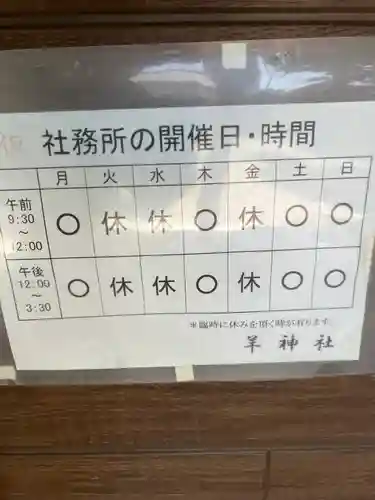 社務所の開催日・時間
月 火 水 木 金 土 日
午前 9:30 ~ 12:00 〇 休 休 〇 休 〇 〇
午後 12:00 ~ 3:30 〇 休 休 〇 休 〇 〇
※臨時に休みを頂く時が有ります
羊神社